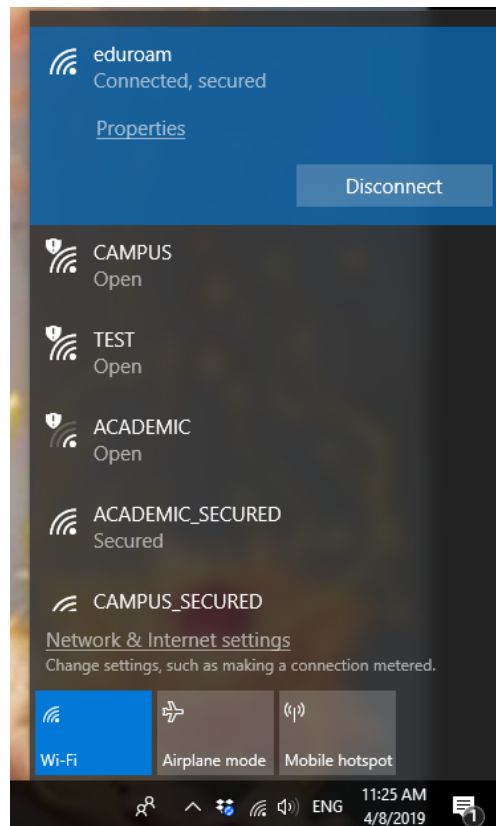 eduroam
Connected, secured
Properties
Disconnect
CAMPUS
Open
TEST
Open
ACADEMIC
Open
ACADEMIC_SECURED
Secured
CAMPUS_SECURED
Network & Internet settings
Change settings, such as making a connection metered.
Wi-Fi
Airplane mode
Mobile hotspot
ENG
11:25 AM
4/8/2019
1